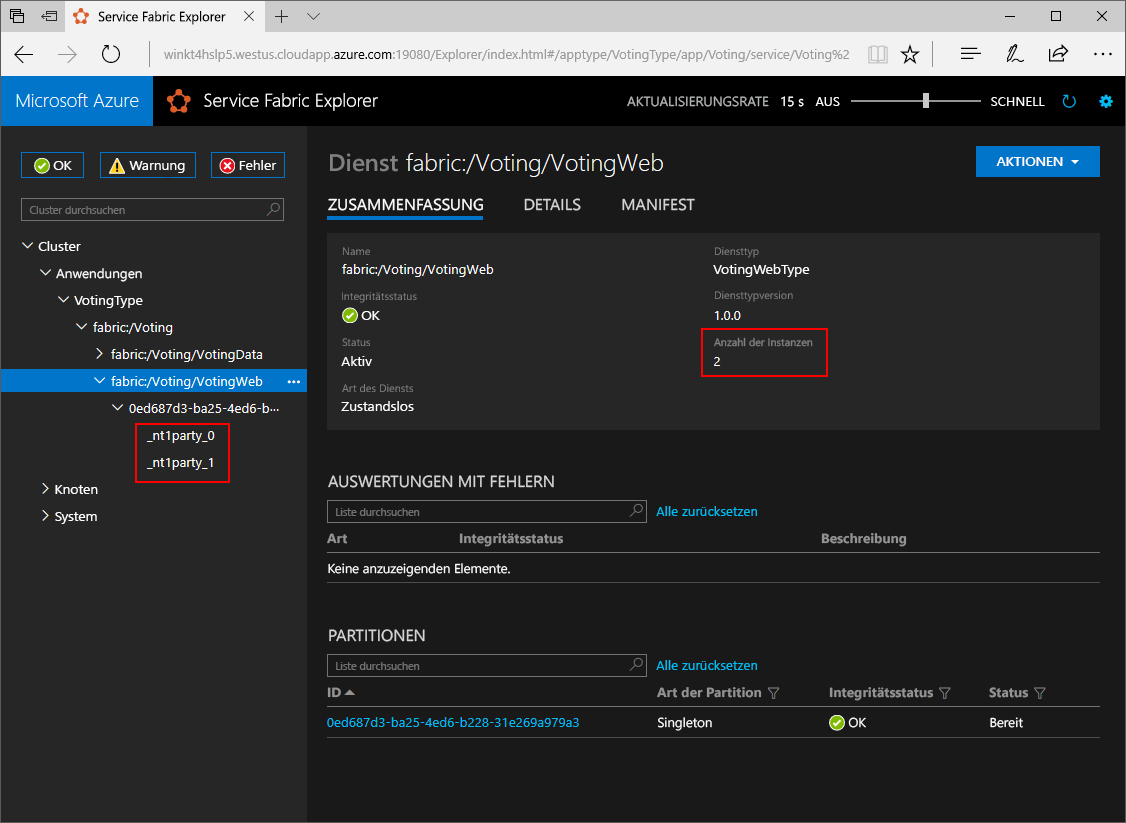 Service Fabric Explorer
winkt4hslp5.westus.cloudapp.azure.com:19080/Explorer/index.html#/apptype/VotingType/app/Voting/service/Voting%2
Microsoft Azure
Service Fabric Explorer
AKTUALISIERUNGSRATE 15 s AUS SCHNELL
OK
Warnung
Fehler
Cluster durchsuchen
Cluster
Anwendungen
VotingType
fabric:/Voting
fabric:/Voting/VotingData
fabric:/Voting/VotingWeb
0ed687d3-ba25-4ed6-b...
_nt1party_0
_nt1party_1
Knoten
System
Dienst fabric:/Voting/VotingWeb
AKTIONEN
ZUSAMMENFASSUNG
DETAILS
MANIFEST
Name
fabric:/Voting/VotingWeb
Integritätsstatus
OK
Status
Aktiv
Art des Diensts
Zustandslos
Diensttyp
VotingWebType
Diensttypversion
1.0.0
Anzahl der Instanzen
2
AUSWERTUNGEN MIT FEHLERN
Liste durchsuchen
Alle zurücksetzen
Art Integritätsstatus Beschreibung
Keine anzuzeigenden Elemente.
PARTITIONEN
Liste durchsuchen
Alle zurücksetzen
ID Art der Partition Integritätsstatus Status
0ed687d3-ba25-4ed6-b228-31e269a979a3 Singleton OK Bereit